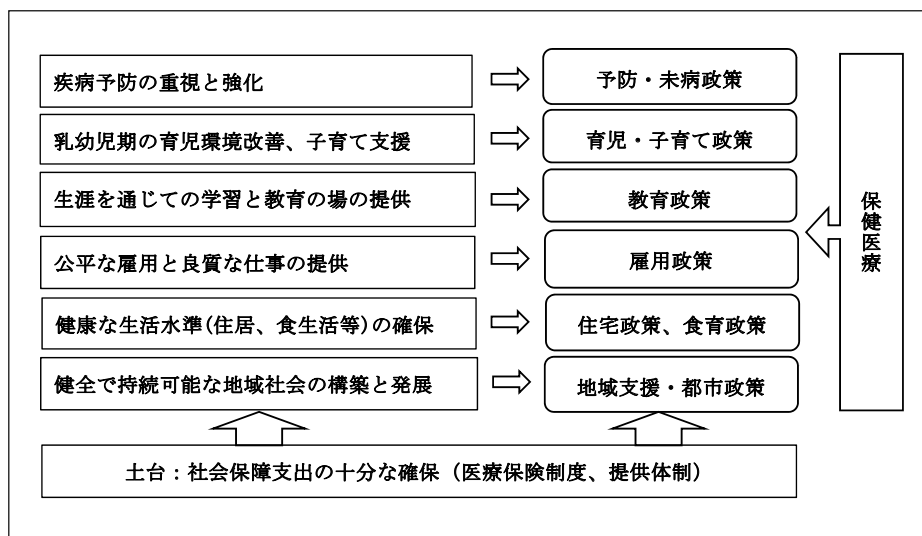 疾病予防の重視と強化
予防・未病政策
乳幼児期の育児環境改善、子育て支援
育児・子育て政策
生涯を通じての学習と教育の場の提供
教育政策
公平な雇用と良質な仕事の提供
雇用政策
健康な生活水準(住居、食生活等)の確保
住宅政策、食育政策
健全で持続可能な地域社会の構築と発展
地域支援・都市政策
保健医療
土台：社会保障支出の十分な確保（医療保険制度、提供体制）